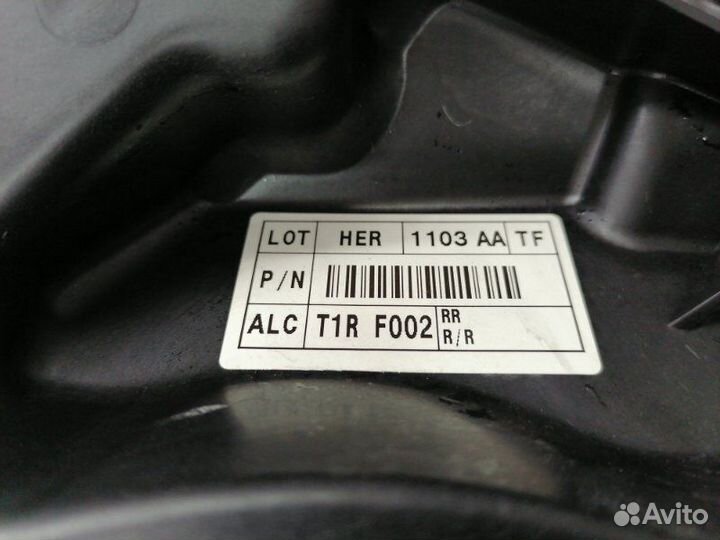 LOT HER 1103 AA TF
P/N
ALC T1R F002 RR
R/R
Avito